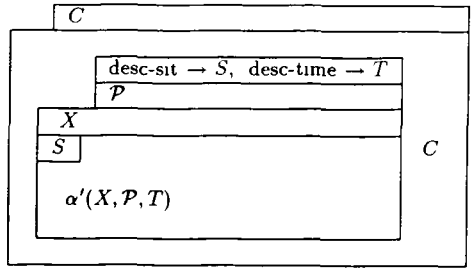 C
desc-sit → S, desc-time → T
𝒫
X
S
C
α′(X, 𝒫, T)